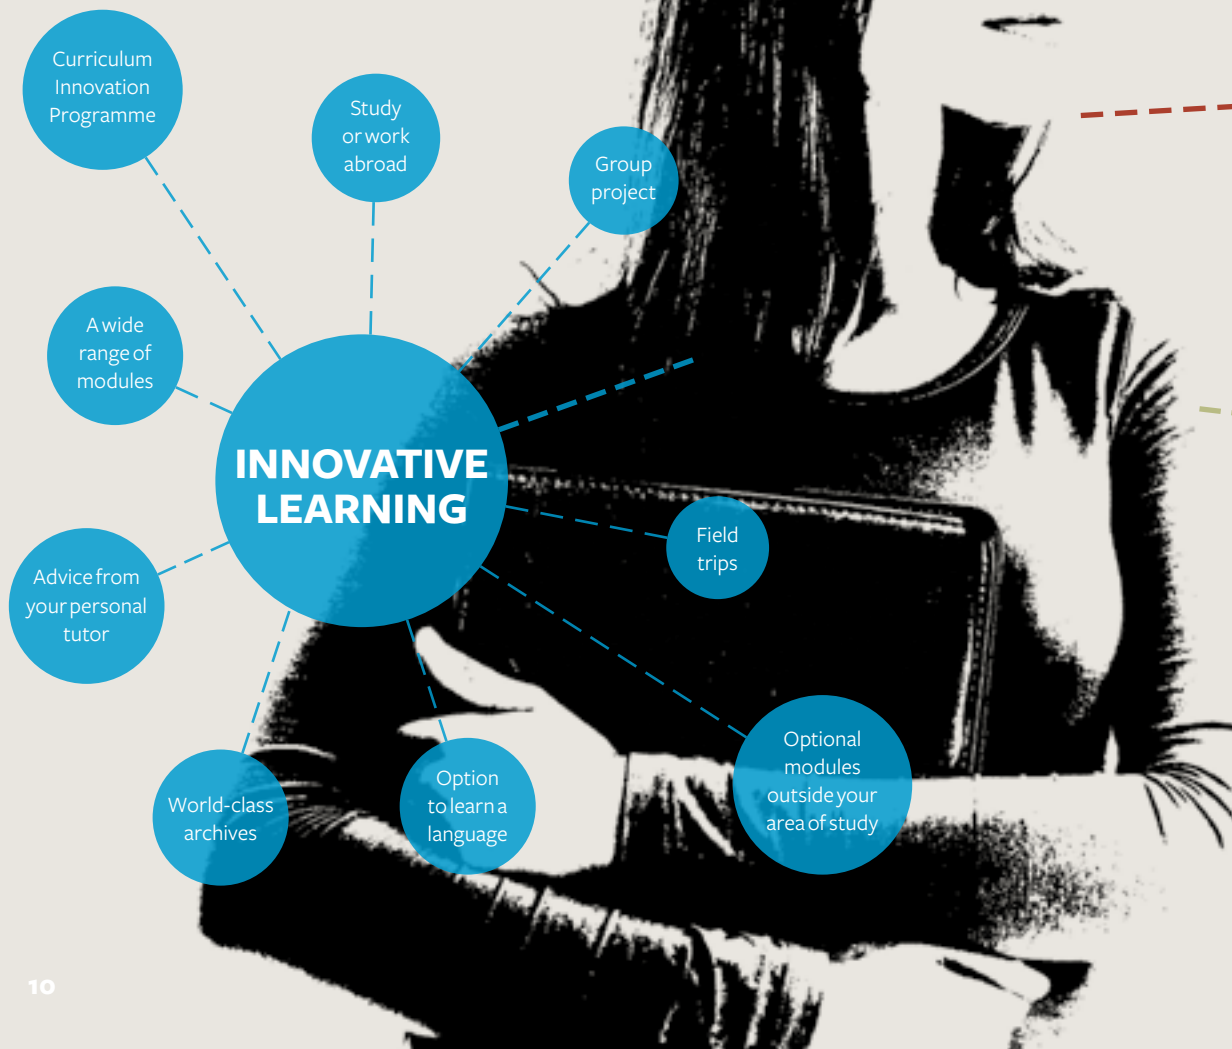 Curriculum
Innovation
Programme
Study
or work
abroad
Group
project
A wide
range of
modules
INNOVATIVE
LEARNING
Field
trips
Advice from
your personal
tutor
Optional
modules
outside your
area of study
World-class
archives
Option
to learn a
language
10